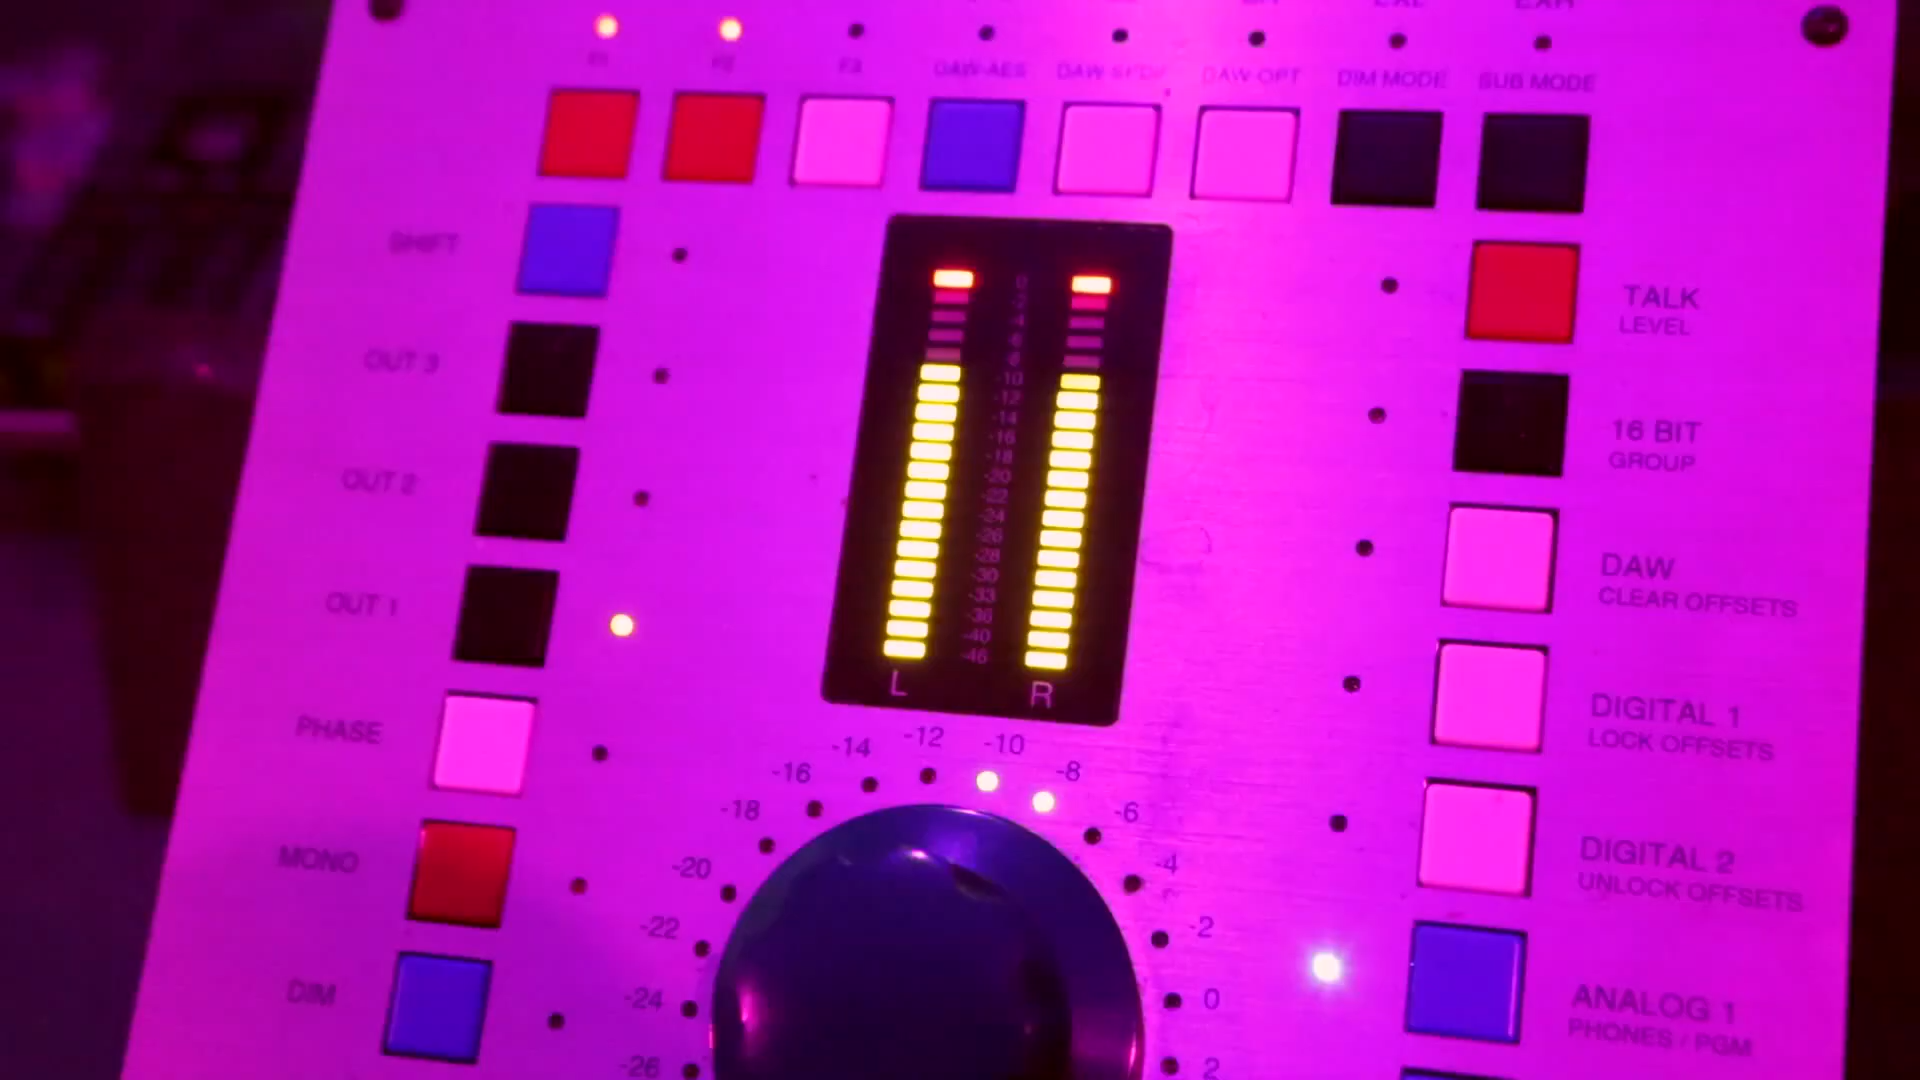 F1 F2 F3 DAW-AES DAW-SPDIF DAW-OPT DIM MODE SUB MODE
SHIFT
OUT 3
OUT 2
OUT 1
PHASE
MONO
DIM
0
-2
-4
-6
-8
-10
-12
-14
-16
-18
-20
-22
-24
-26
-28
-30
-33
-36
-40
-46
L R
-26
-24
-22
-20
-18
-16
-14
-12
-10
-8
-6
-4
-2
0
2
TALK
LEVEL
16 BIT
GROUP
DAW
CLEAR OFFSETS
DIGITAL 1
LOCK OFFSETS
DIGITAL 2
UNLOCK OFFSETS
ANALOG 1
PHONES / PGM